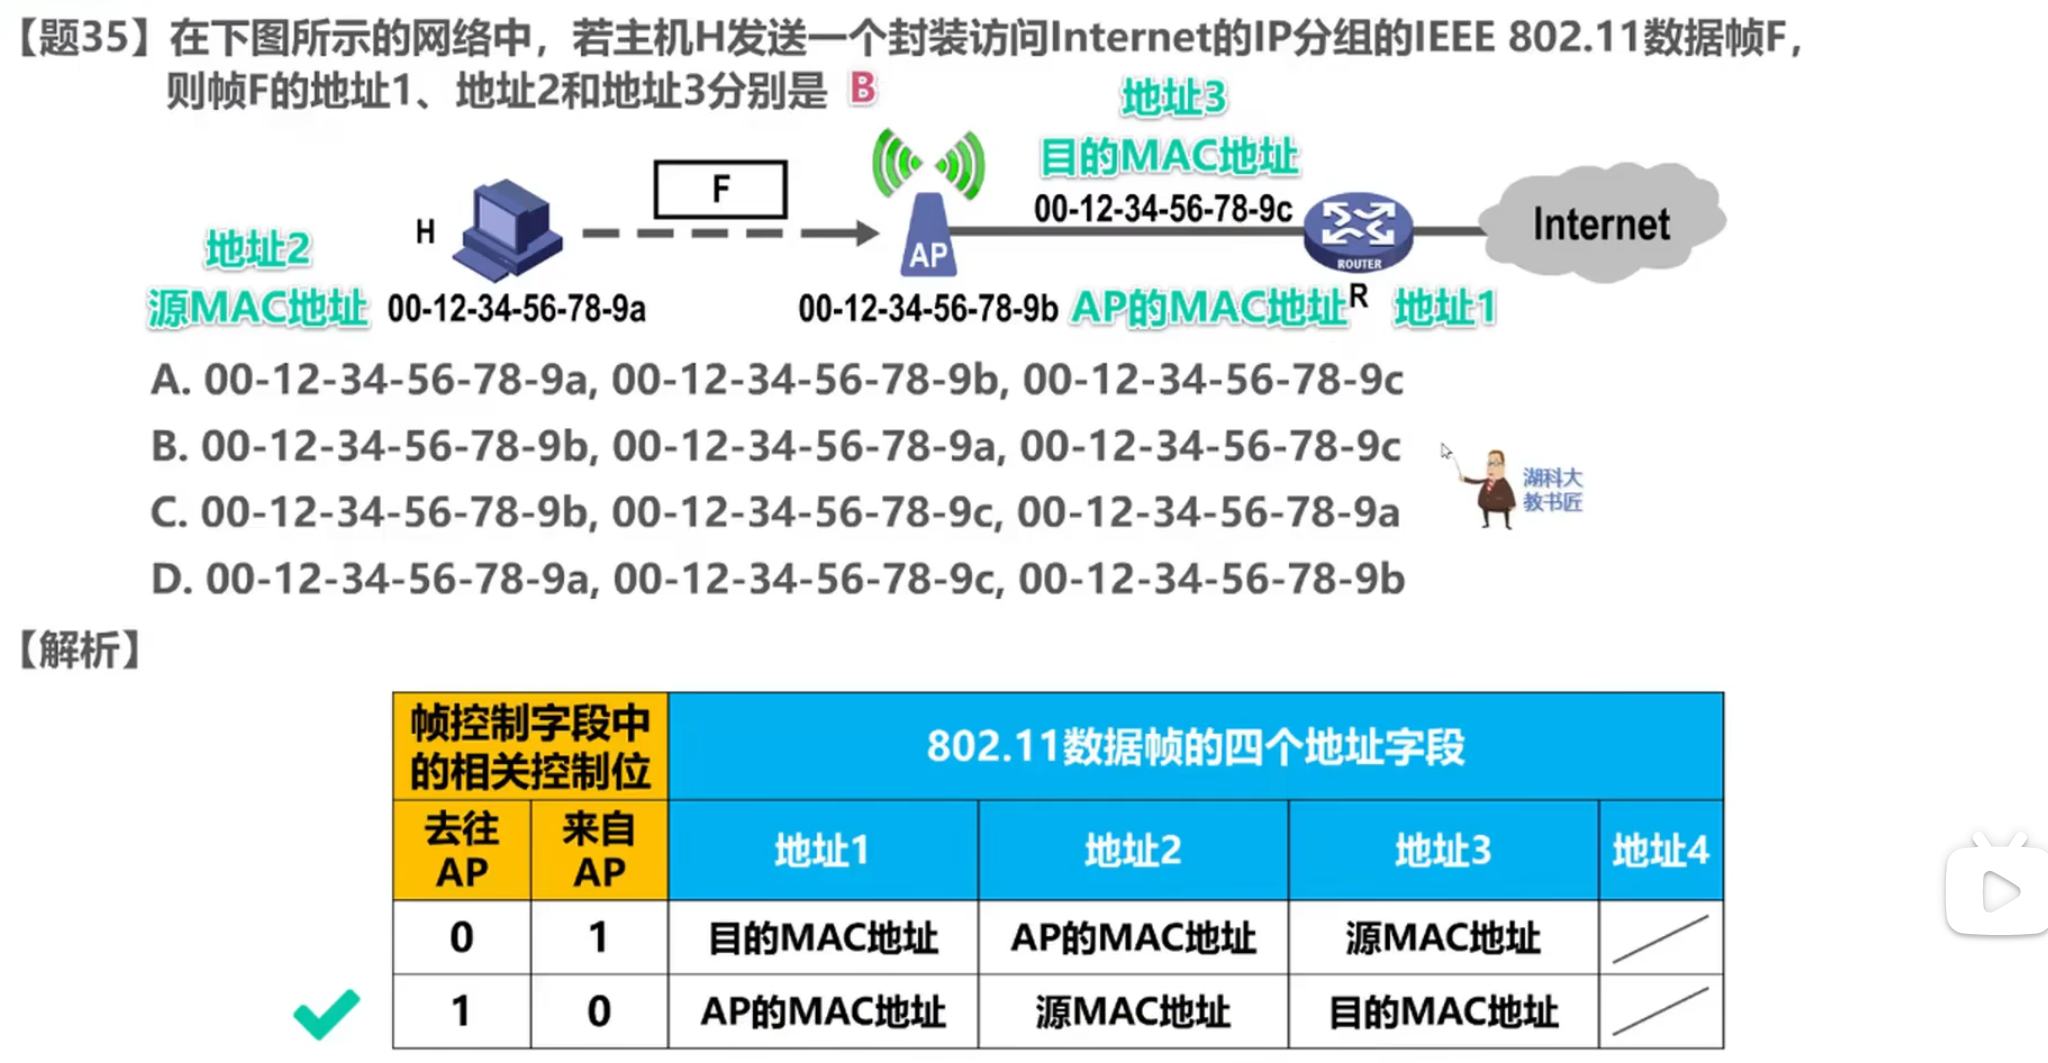 【题35】在下图所示的网络中，若主机H发送一个封装访问Internet的IP分组的IEEE 802.11数据帧F，
则帧F的地址1、地址2和地址3分别是 B
地址3
目的MAC地址
00-12-34-56-78-9c
F
H
AP
ROUTER
Internet
地址2
源MAC地址 00-12-34-56-78-9a
00-12-34-56-78-9b AP的MAC地址 R 地址1
A. 00-12-34-56-78-9a, 00-12-34-56-78-9b, 00-12-34-56-78-9c
B. 00-12-34-56-78-9b, 00-12-34-56-78-9a, 00-12-34-56-78-9c
C. 00-12-34-56-78-9b, 00-12-34-56-78-9c, 00-12-34-56-78-9a
D. 00-12-34-56-78-9a, 00-12-34-56-78-9c, 00-12-34-56-78-9b
湖科大
教书匠
【解析】
帧控制字段中
的相关控制位
802.11数据帧的四个地址字段
去往
AP
来自
AP
地址1 地址2 地址3 地址4
0 1 目的MAC地址 AP的MAC地址 源MAC地址
1 0 AP的MAC地址 源MAC地址 目的MAC地址